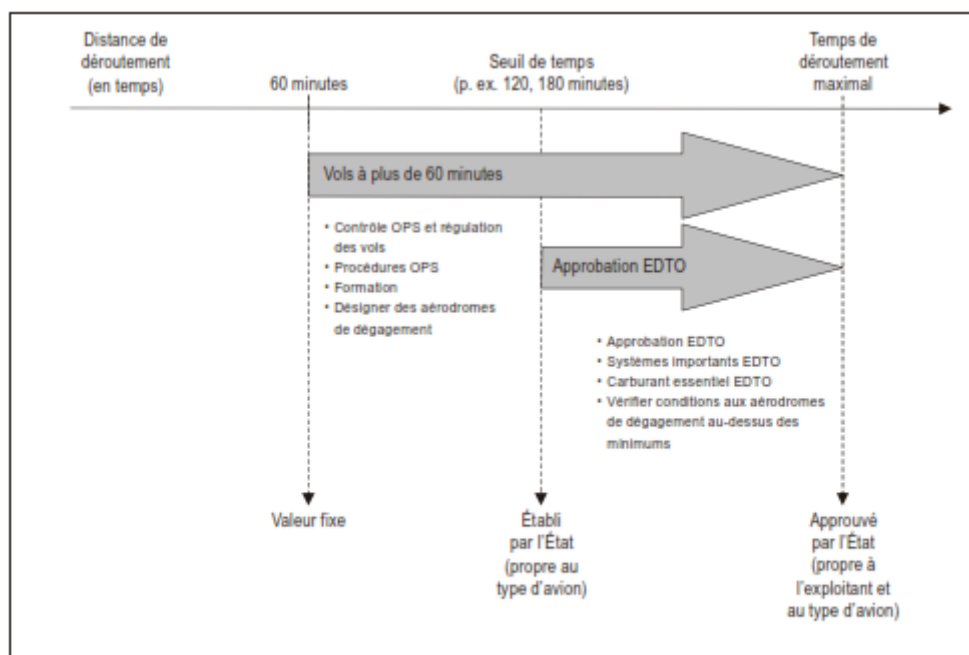 Distance de
déroutement
(en temps)
60 minutes
Seuil de temps
(p. ex. 120, 180 minutes)
Temps de
déroutement
maximal
Vols à plus de 60 minutes
• Contrôle OPS et régulation
des vols
• Procédures OPS
• Formation
• Désigner des aérodromes
de dégagement
Approbation EDTO
• Approbation EDTO
• Systèmes importants EDTO
• Carburant essentiel EDTO
• Vérifier conditions aux aérodromes
de dégagement au-dessus des
minimums
Valeur fixe
Établi
par l'État
(propre au
type d'avion)
Approuvé
par l'État
(propre à
l'exploitant et
au type d'avion)